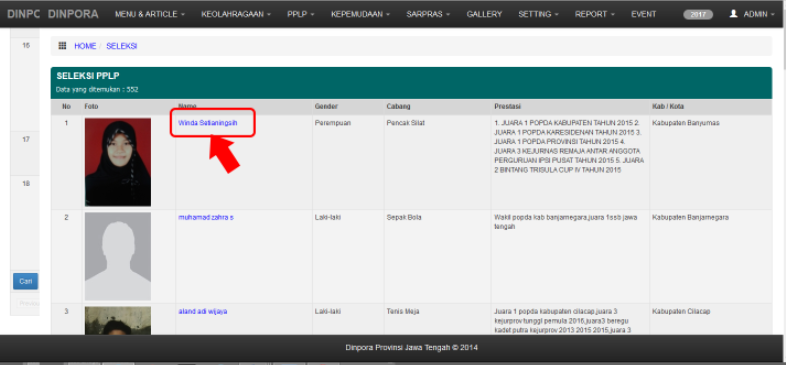 DINPC DINPORA MENU & ARTICLE KEOLAHRAGAAN PPLP KEPEMUDAAN SARPRAS GALLERY SETTING REPORT EVENT 2017 ADMIN
16
HOME / SELEKSI
SELEKSI PPLP
Data yang ditemukan : 552
No Foto Name Gender Cabang Prestasi Kab / Kota
1 Winda Setianingsih Perempuan Pencak Silat 1. JUARA 1 POPDA KABUPATEN TAHUN 2015 2. Kabupaten Banyumas
JUARA 1 POPDA KARESIDENAN TAHUN 2015 3.
17
JUARA 1 POPDA PROVINSI TAHUN 2015 4.
JUARA 3 KEJURNAS REMAJA ANTAR ANGGOTA
PERGURUAN IPSI PUSAT TAHUN 2015 5. JUARA
2 BINTANG TRISULA CUP IV TAHUN 2015
18
2 muhamad zahra s Laki-laki Sepak Bola Wakil popda kab banjarnegara,juara 1ssb jawa Kabupaten Banjarnegara
tengah
Cari
3 aland adi wijaya Laki-laki Tenis Meja Juara 1 popda kabupaten cilacap,juara 3 Kabupaten Cilacap
kejurprov tunggl pemula 2016,juara3 beregu
kadet putra kejurprov 2013 2015 2015,juara 3
Dinpora Provinsi Jawa Tengah © 2014